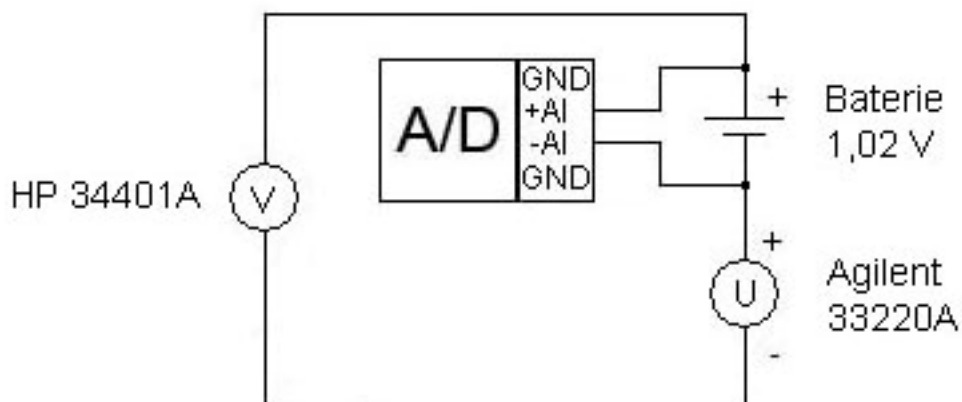 GND
+AI
-AI
GND
A/D
HP 34401A
V
+
Baterie
1,02 V
+
U
-
Agilent
33220A